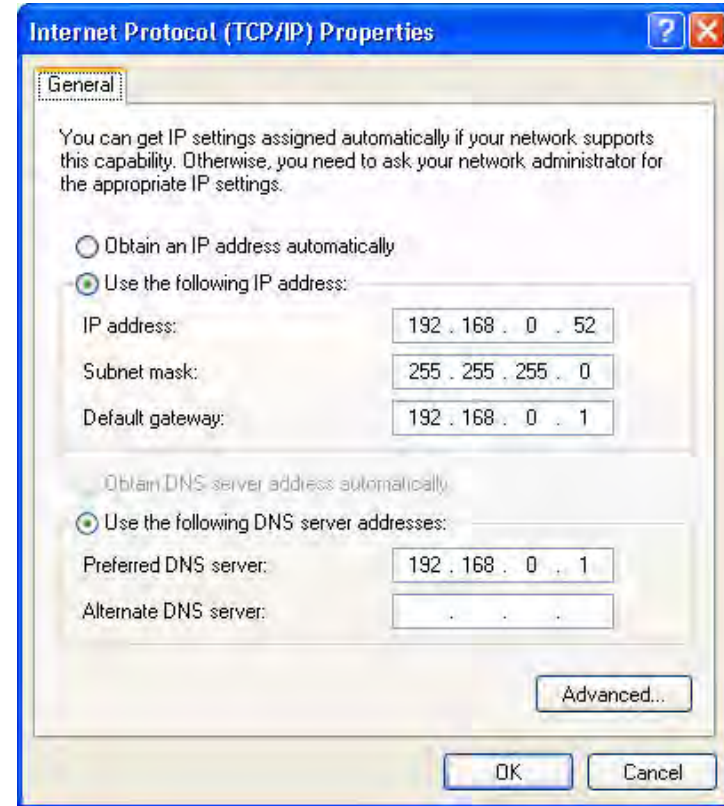 Internet Protocol (TCP/IP) Properties
General
You can get IP settings assigned automatically if your network supports
this capability. Otherwise, you need to ask your network administrator for
the appropriate IP settings.
Obtain an IP address automatically
Use the following IP address:
IP address: 192 . 168 . 0 . 52
Subnet mask: 255 . 255 . 255 . 0
Default gateway: 192 . 168 . 0 . 1
Obtain DNS server address automatically
Use the following DNS server addresses:
Preferred DNS server: 192 . 168 . 0 . 1
Alternate DNS server: . . .
Advanced...
OK Cancel